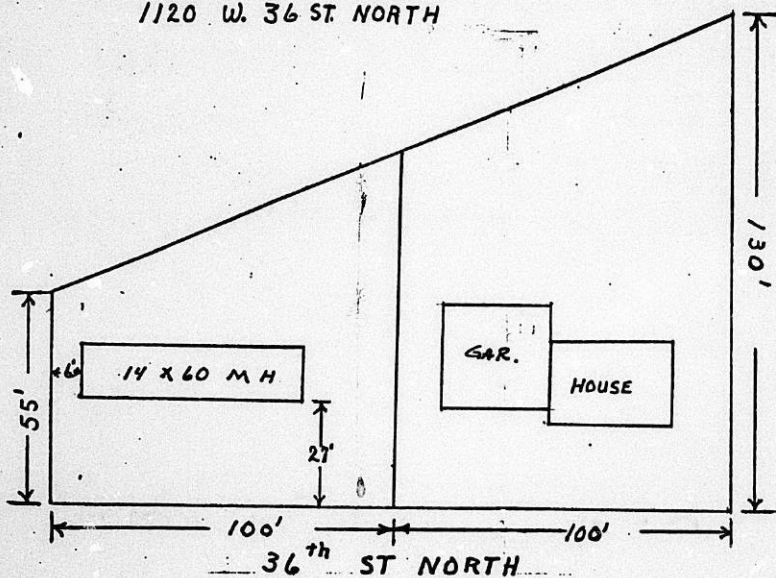 1120 W. 36 ST. NORTH
130'
GAR.
6'
14 X 60 M H
HOUSE
55'
27'
100'
100'
36th ST NORTH